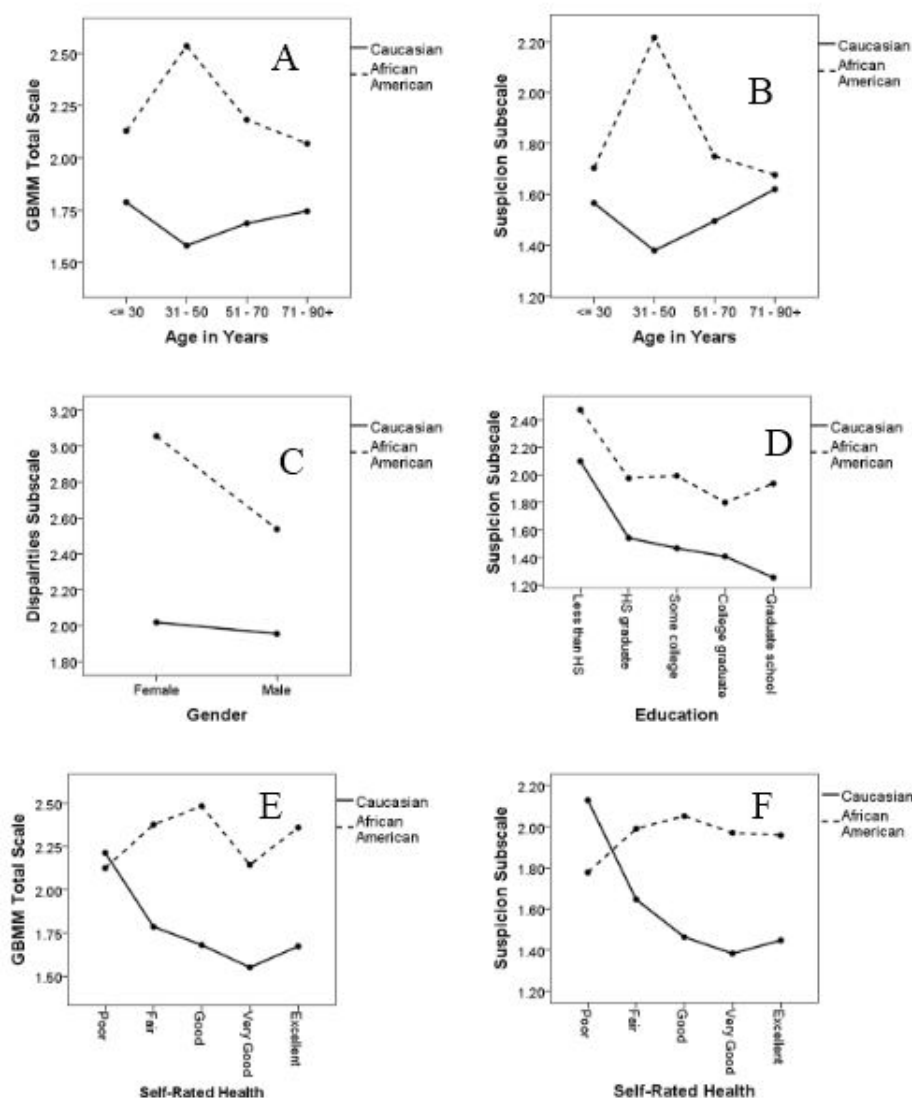 A
GBMM Total Scale
2.50
2.25
2.00
1.75
1.50
<= 30
31 - 50
51 - 70
71 - 90+
Age in Years
Caucasian
African
American
B
Suspicion Subscale
2.20
2.00
1.80
1.60
1.40
1.20
<= 30
31 - 50
51 - 70
71 - 90+
Age in Years
Caucasian
African
American
C
Dispairities Subscale
3.20
3.00
2.60
2.20
2.00
1.80
Female
Male
Gender
Caucasian
African
American
D
Suspicion Subscale
2.40
2.20
2.00
1.80
1.60
1.40
1.20
Less than HS
HS graduate
Some college
College graduate
Graduate school
Education
Caucasian
African
American
E
GBMM Total Scale
2.50
2.25
2.00
1.75
1.50
Poor
Fair
Good
Very Good
Excellent
Self-Rated Health
Caucasian
African
American
F
Suspicion Subscale
2.20
2.00
1.80
1.60
1.40
1.20
Poor
Fair
Good
Very Good
Excellent
Self-Rated Health
Caucasian
African
American